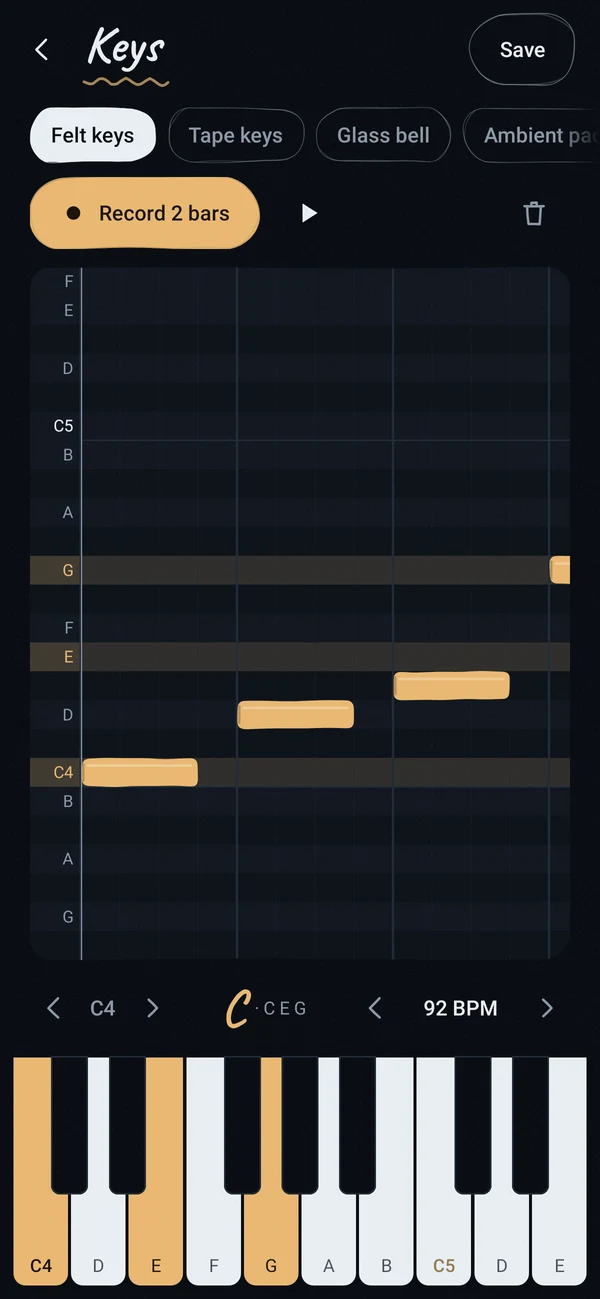 Keys
Save
Felt keys
Tape keys
Glass bell
Ambient pad
Record 2 bars
F
E
D
C5
B
A
G
F
E
D
C4
B
A
G
C4
C · C E G
92 BPM
C4 D E F G A B C5 D E